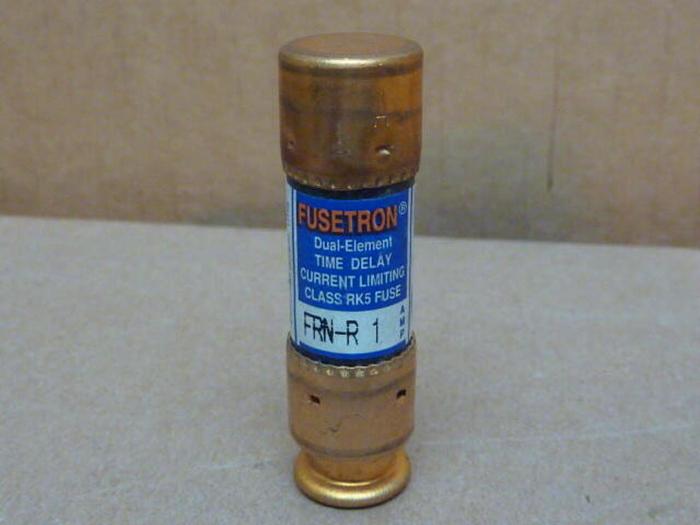 FUSETRON®
Dual-Element
TIME DELAY
CURRENT LIMITING
CLASS RK5 FUSE
FRN-R 1
AMP